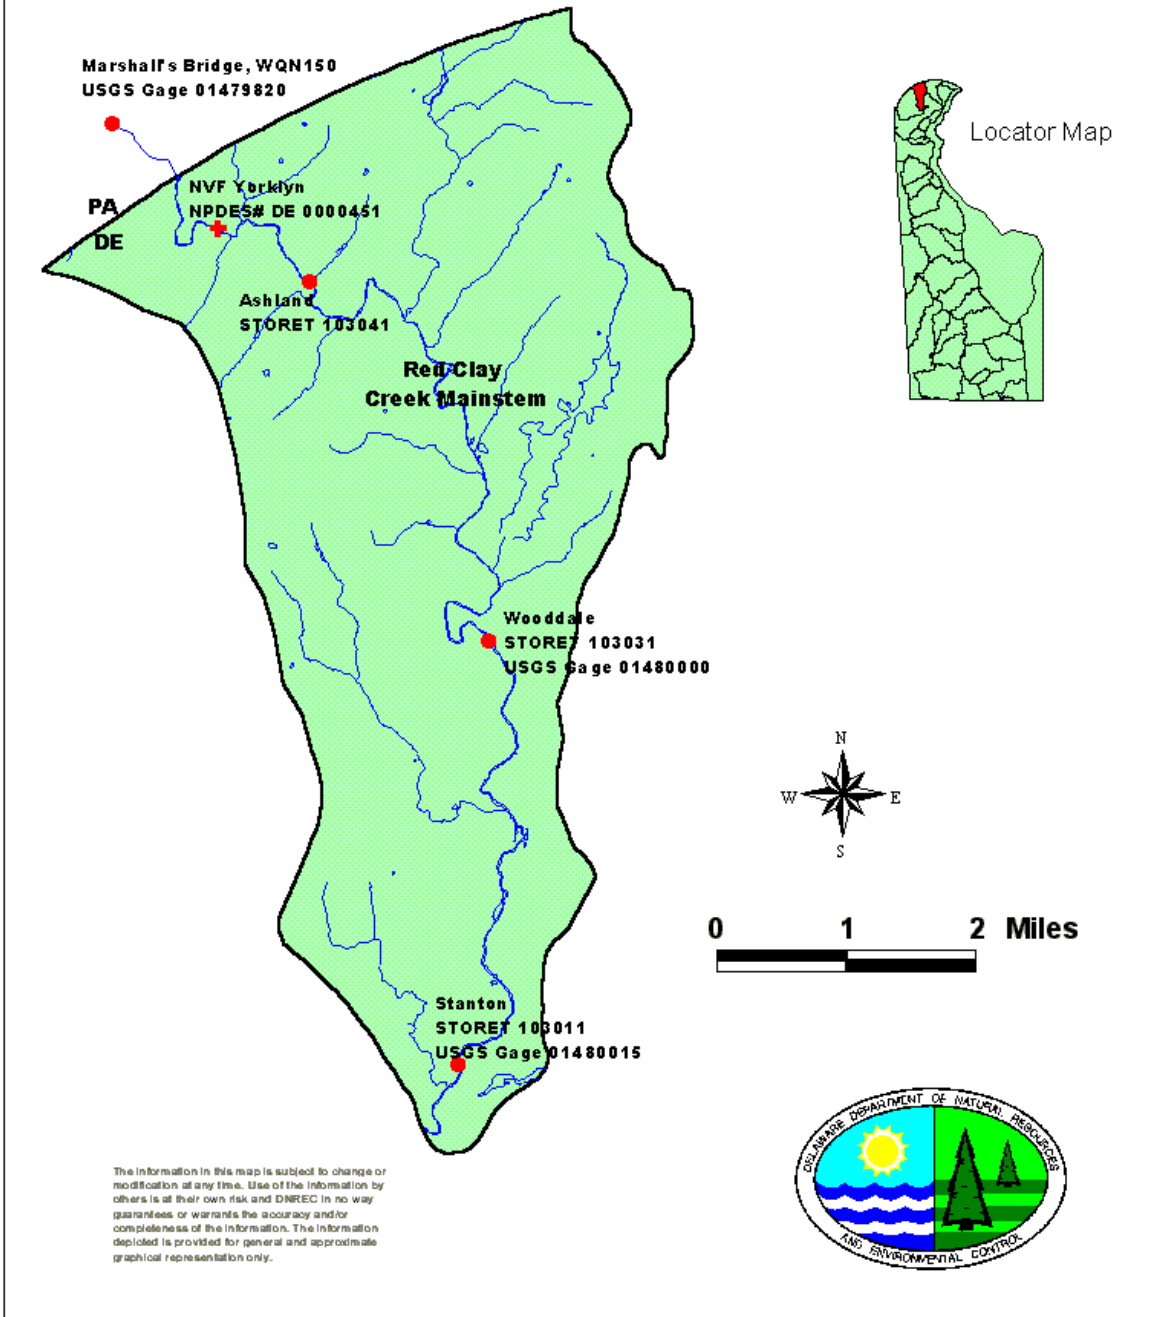 Marshall's Bridge, WQN150
USGS Gage 01479820
Locator Map
NVF Yorklyn
NPDES# DE 0000451
PA
DE
Ashland
STORET 103041
Red Clay
Creek Mainstem
Wooddale
STORET 103031
USGS Gage 01480000
N
W E
S
0 1 2 Miles
Stanton
STORET 103011
USGS Gage 01480015
DELAWARE DEPARTMENT OF NATURAL RESOURCES
AND ENVIRONMENTAL CONTROL
The information in this map is subject to change or
modification at any time. Use of the information by
others is at their own risk and DNREC in no way
guarantees or warrants the accuracy and/or
completeness of the information. The information
depicted is provided for general and approximate
graphical representation only.